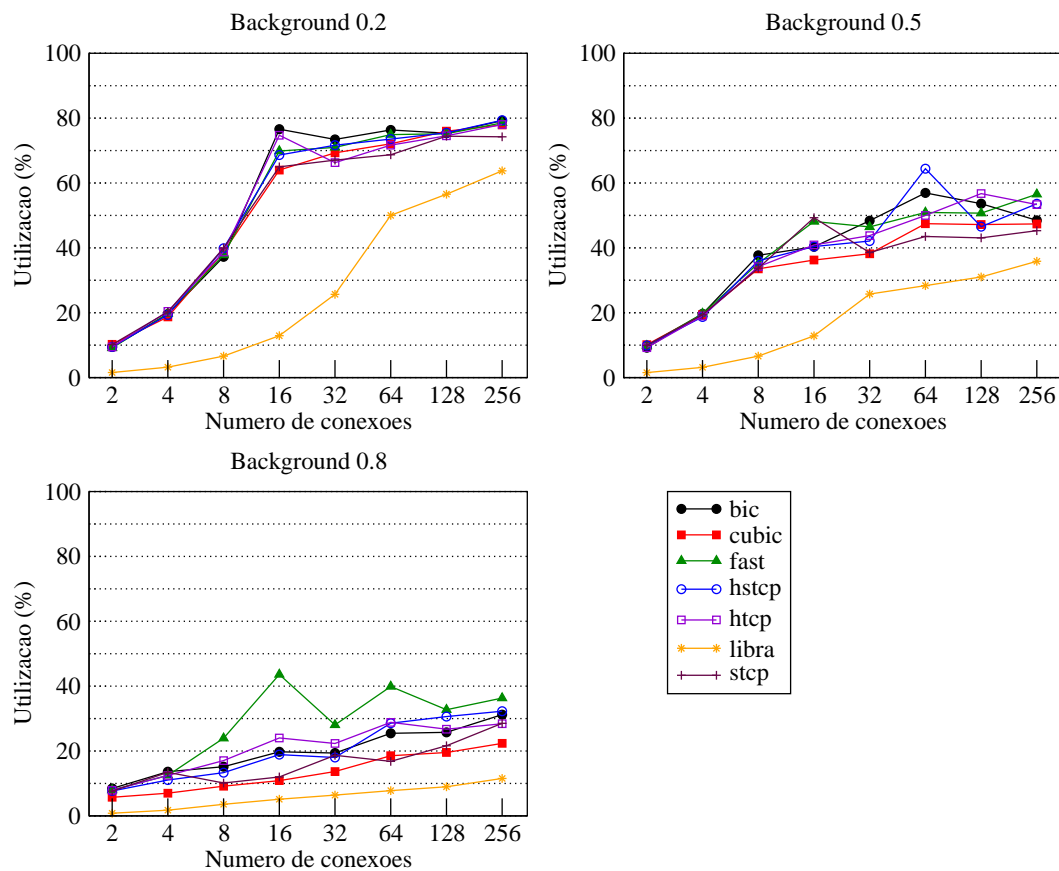 Background 0.2
100
80
60
40
20
0
Utilizacao (%)
2 4 8 16 32 64 128 256
Numero de conexoes
Background 0.5
100
80
60
40
20
0
Utilizacao (%)
2 4 8 16 32 64 128 256
Numero de conexoes
Background 0.8
100
80
60
40
20
0
Utilizacao (%)
2 4 8 16 32 64 128 256
Numero de conexoes
bic
cubic
fast
hstcp
htcp
libra
stcp